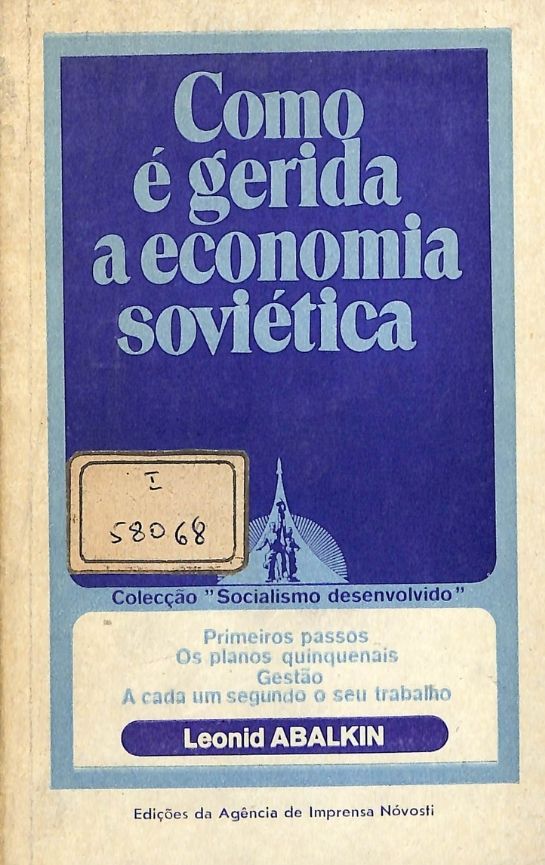 Como
é gerida
a economia
soviética
I
58068
Colecção "Socialismo desenvolvido"
Primeiros passos
Os planos quinquenais
Gestão
A cada um segundo o seu trabalho
Leonid ABALKIN
Edições da Agência de Imprensa Nóvosti